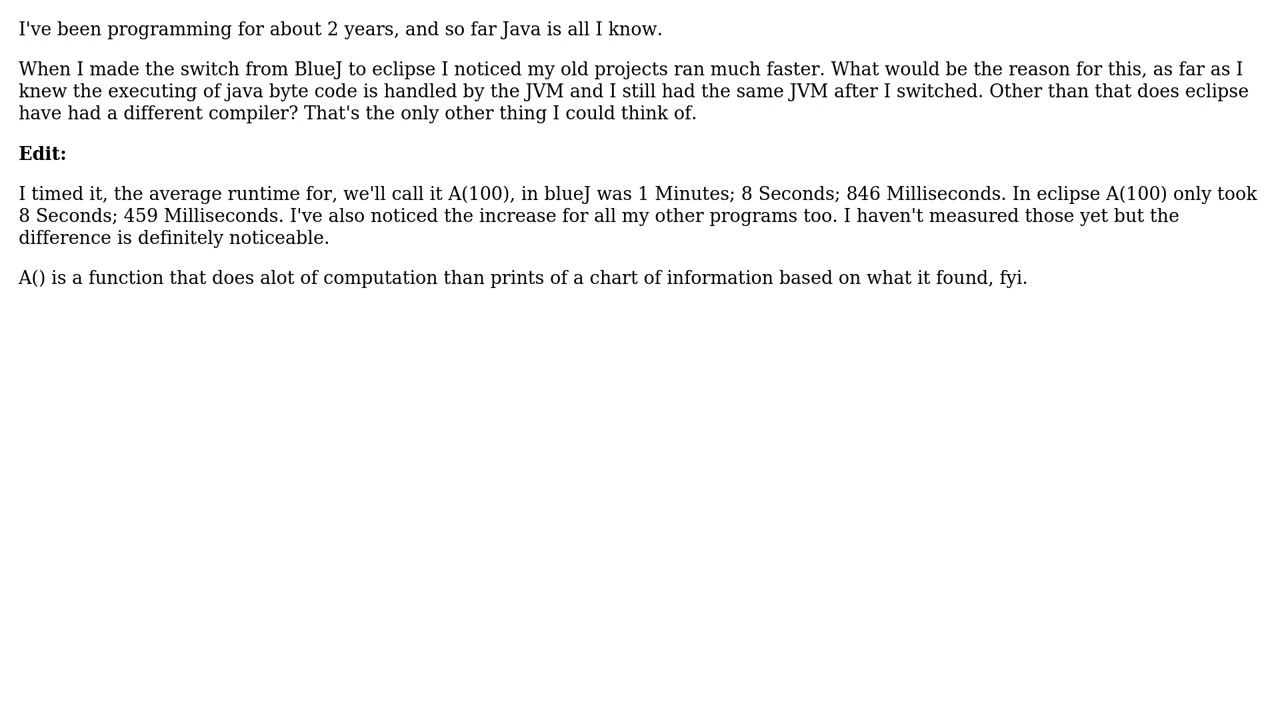 I've been programming for about 2 years, and so far Java is all I know.
When I made the switch from BlueJ to eclipse I noticed my old projects ran much faster. What would be the reason for this, as far as I
knew the executing of java byte code is handled by the JVM and I still had the same JVM after I switched. Other than that does eclipse
have had a different compiler? That's the only other thing I could think of.
Edit:
I timed it, the average runtime for, we'll call it A(100), in blueJ was 1 Minutes; 8 Seconds; 846 Milliseconds. In eclipse A(100) only took
8 Seconds; 459 Milliseconds. I've also noticed the increase for all my other programs too. I haven't measured those yet but the
difference is definitely noticeable.
A() is a function that does alot of computation than prints of a chart of information based on what it found, fyi.